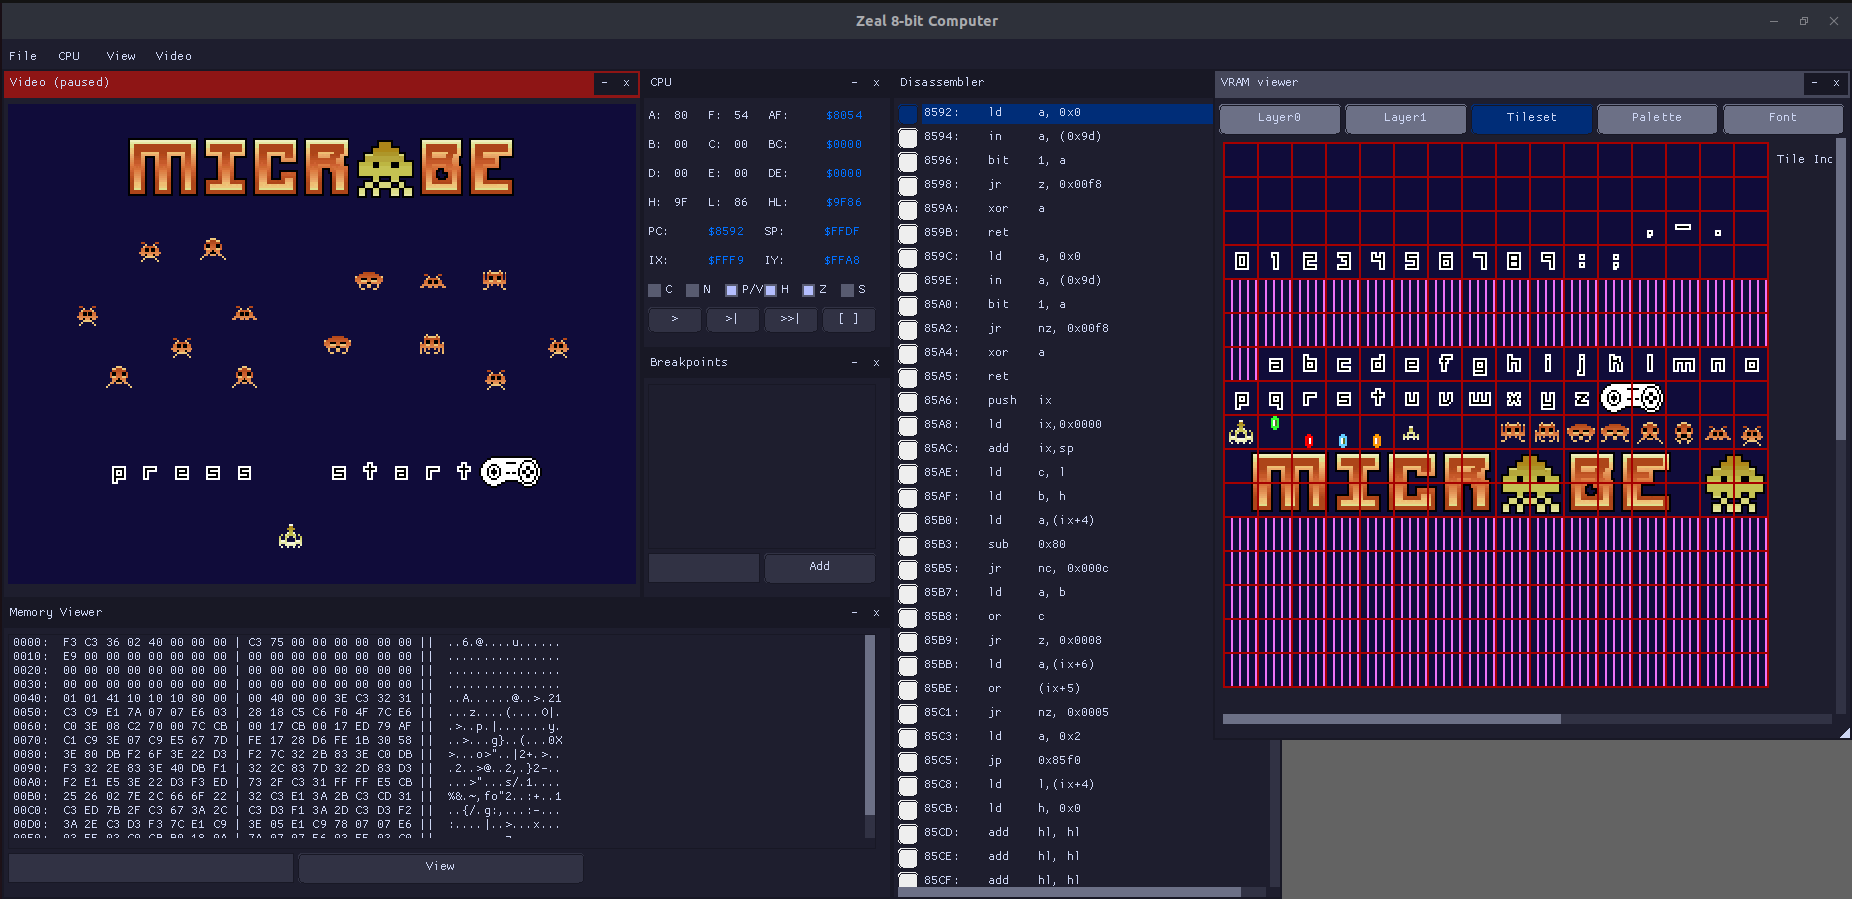 Zeal 8-bit Computer
File CPU View Video
Video (paused)
MICROBE
press start
CPU
A: 80 F: 54 AF: $8054
B: 00 C: 00 BC: $0000
D: 00 E: 00 DE: $0000
H: 9F L: 86 HL: $9F86
PC: $8592 SP: $FFDF
IX: $FFF9 IY: $FFA8
C N P/V H Z S
> >| >>| [ ]
Breakpoints
Add
Memory Viewer
0000: F3 C3 36 02 40 00 00 00 | C3 75 00 00 00 00 00 00 || ..6.@....u......
0010: E9 00 00 00 00 00 00 00 | 00 00 00 00 00 00 00 00 || ................
0020: 00 00 00 00 00 00 00 00 | 00 00 00 00 00 00 00 00 || ................
0030: 00 00 00 00 00 00 00 00 | 00 00 00 00 00 00 00 00 || ................
0040: 01 01 41 10 10 10 80 00 | 00 40 00 00 3E C3 32 31 || ..A......@..>.21
0050: C3 C9 E1 7A 07 07 E6 03 | 28 18 C5 C6 F0 4F 7C E6 || ...z....(....O|.
0060: C0 3E 08 C2 70 00 7C CB | 00 17 CB 00 17 ED 79 AF || .>..p.|.......y.
0070: C1 C9 3E 07 C9 E5 67 7D | FE 17 28 D6 FE 1B 30 58 || ..>...g}..(...0X
0080: 3E 80 DB F2 6F 3E 22 D3 | F2 7C 32 2B 83 3E C0 DB || >...o>"..|2+.>..
0090: F3 32 2E 83 3E 40 DB F1 | 32 2C 83 7D 32 2D 83 D3 || .2..>@..2,.}2-..
00A0: F2 E1 E5 3E 22 D3 F3 ED | 73 2F C3 31 FF FF E5 CB || ...>"...s/.1....
00B0: 25 26 02 7E 2C 66 6F 22 | 32 C3 E1 3A 2B C3 CD 31 || %&.~,fo"2..:+..1
00C0: C3 ED 7B 2F C3 67 3A 2C | C3 D3 F1 3A 2D C3 D3 F2 || ..{/.g:,...:-...
00D0: 3A 2E C3 D3 F3 7C E1 C9 | 3E 05 E1 C9 78 07 07 E6 || :....|..>...x...
View
Disassembler
8592: ld a, 0x0
8594: in a, (0x9d)
8596: bit 1, a
8598: jr z, 0x00f8
859A: xor a
859B: ret
859C: ld a, 0x0
859E: in a, (0x9d)
85A0: bit 1, a
85A2: jr nz, 0x00f8
85A4: xor a
85A5: ret
85A6: push ix
85A8: ld ix,0x0000
85AC: add ix,sp
85AE: ld c, l
85AF: ld b, h
85B0: ld a,(ix+4)
85B3: sub 0x80
85B5: jr nc, 0x000c
85B7: ld a, b
85B8: or c
85B9: jr z, 0x0008
85BB: ld a,(ix+6)
85BE: or (ix+5)
85C1: jr nz, 0x0005
85C3: ld a, 0x2
85C5: jp 0x85f0
85C8: ld l,(ix+4)
85CB: ld h, 0x0
85CD: add hl, hl
85CE: add hl, hl
85CF: add hl, hl
VRAM viewer
Layer0 Layer1 Tileset Palette Font
Tile Inc
, - .
0 1 2 3 4 5 6 7 8 9 : ;
a b c d e f g h i j k l m n o
p q r s t u v w x y z
MICROBE